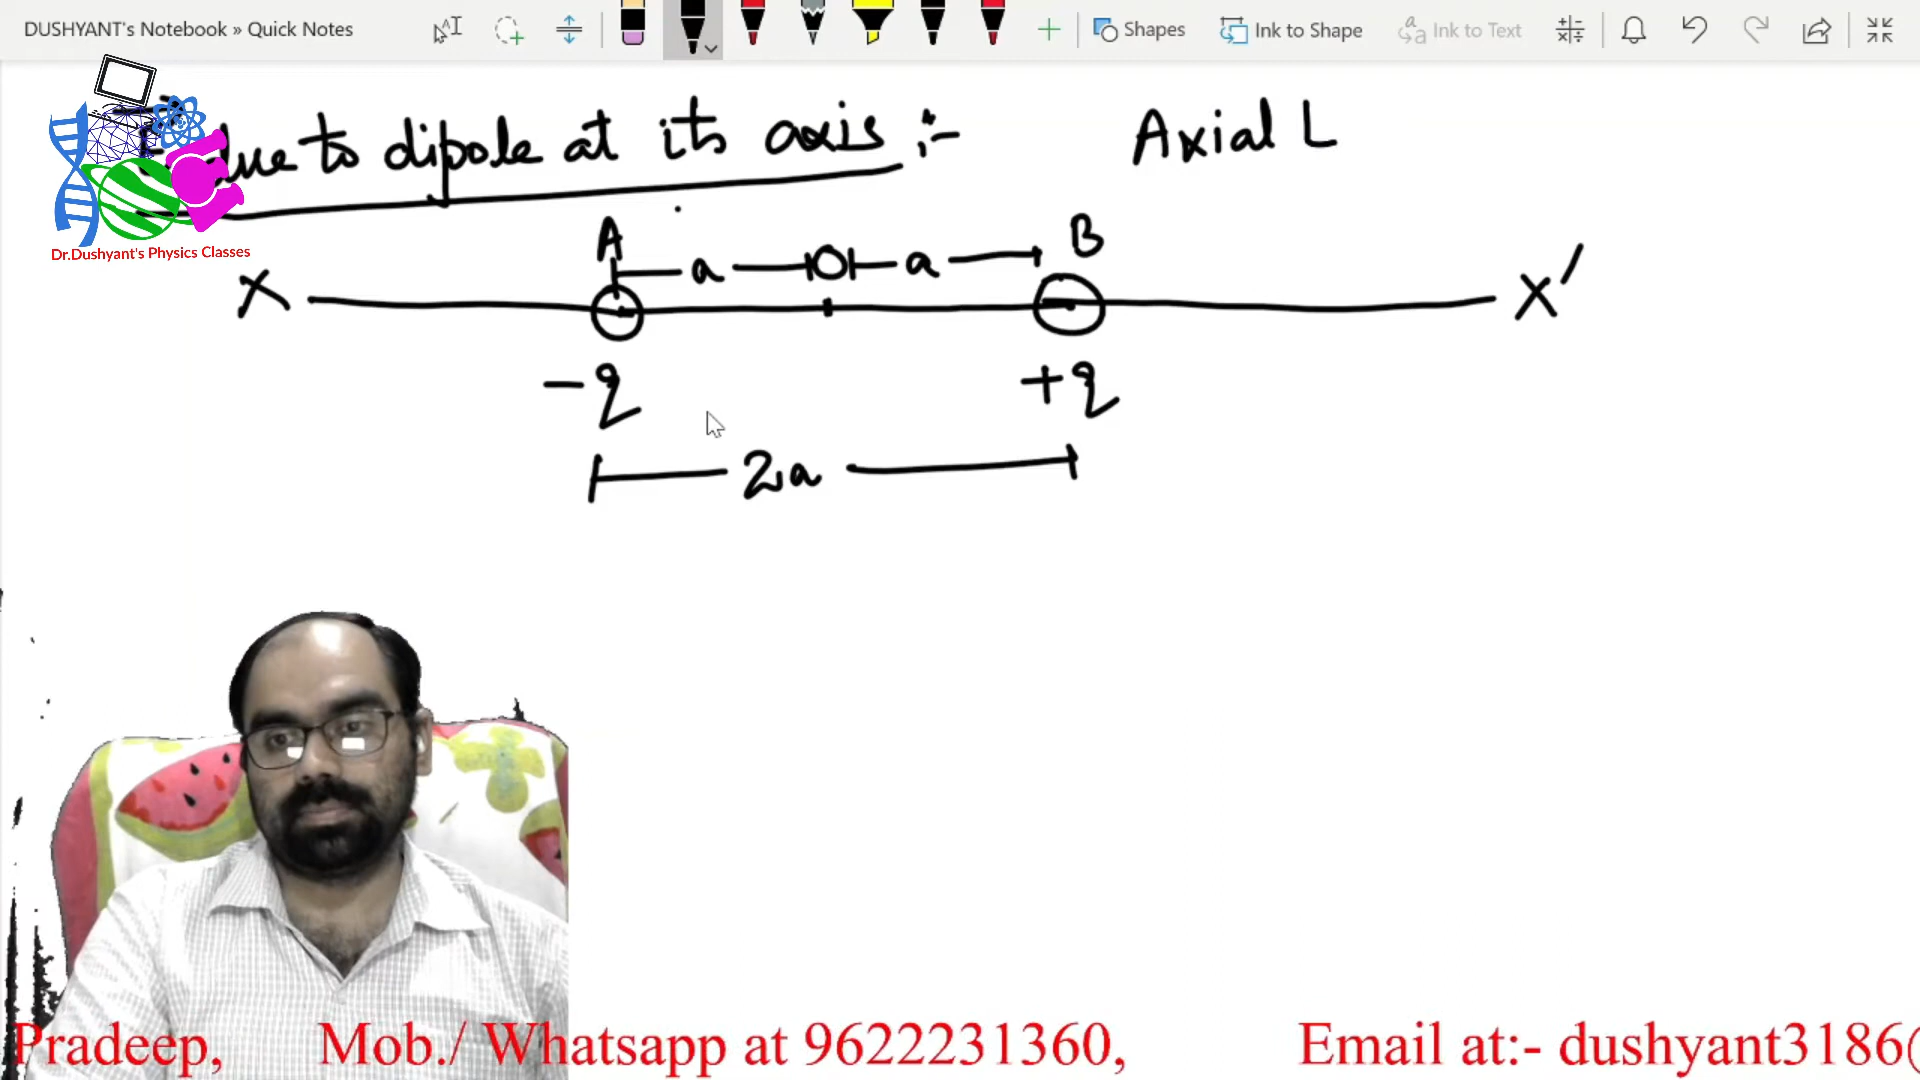 DUSHYANT's Notebook » Quick Notes
Shapes
Ink to Shape
Ink to Text
due to dipole at its axis :-
Axial L
Dr.Dushyant's Physics Classes
A
B
a
O
a
X
X'
-q
+q
2a
Pradeep, Mob./ Whatsapp at 9622231360, Email at:- dushyant3186@